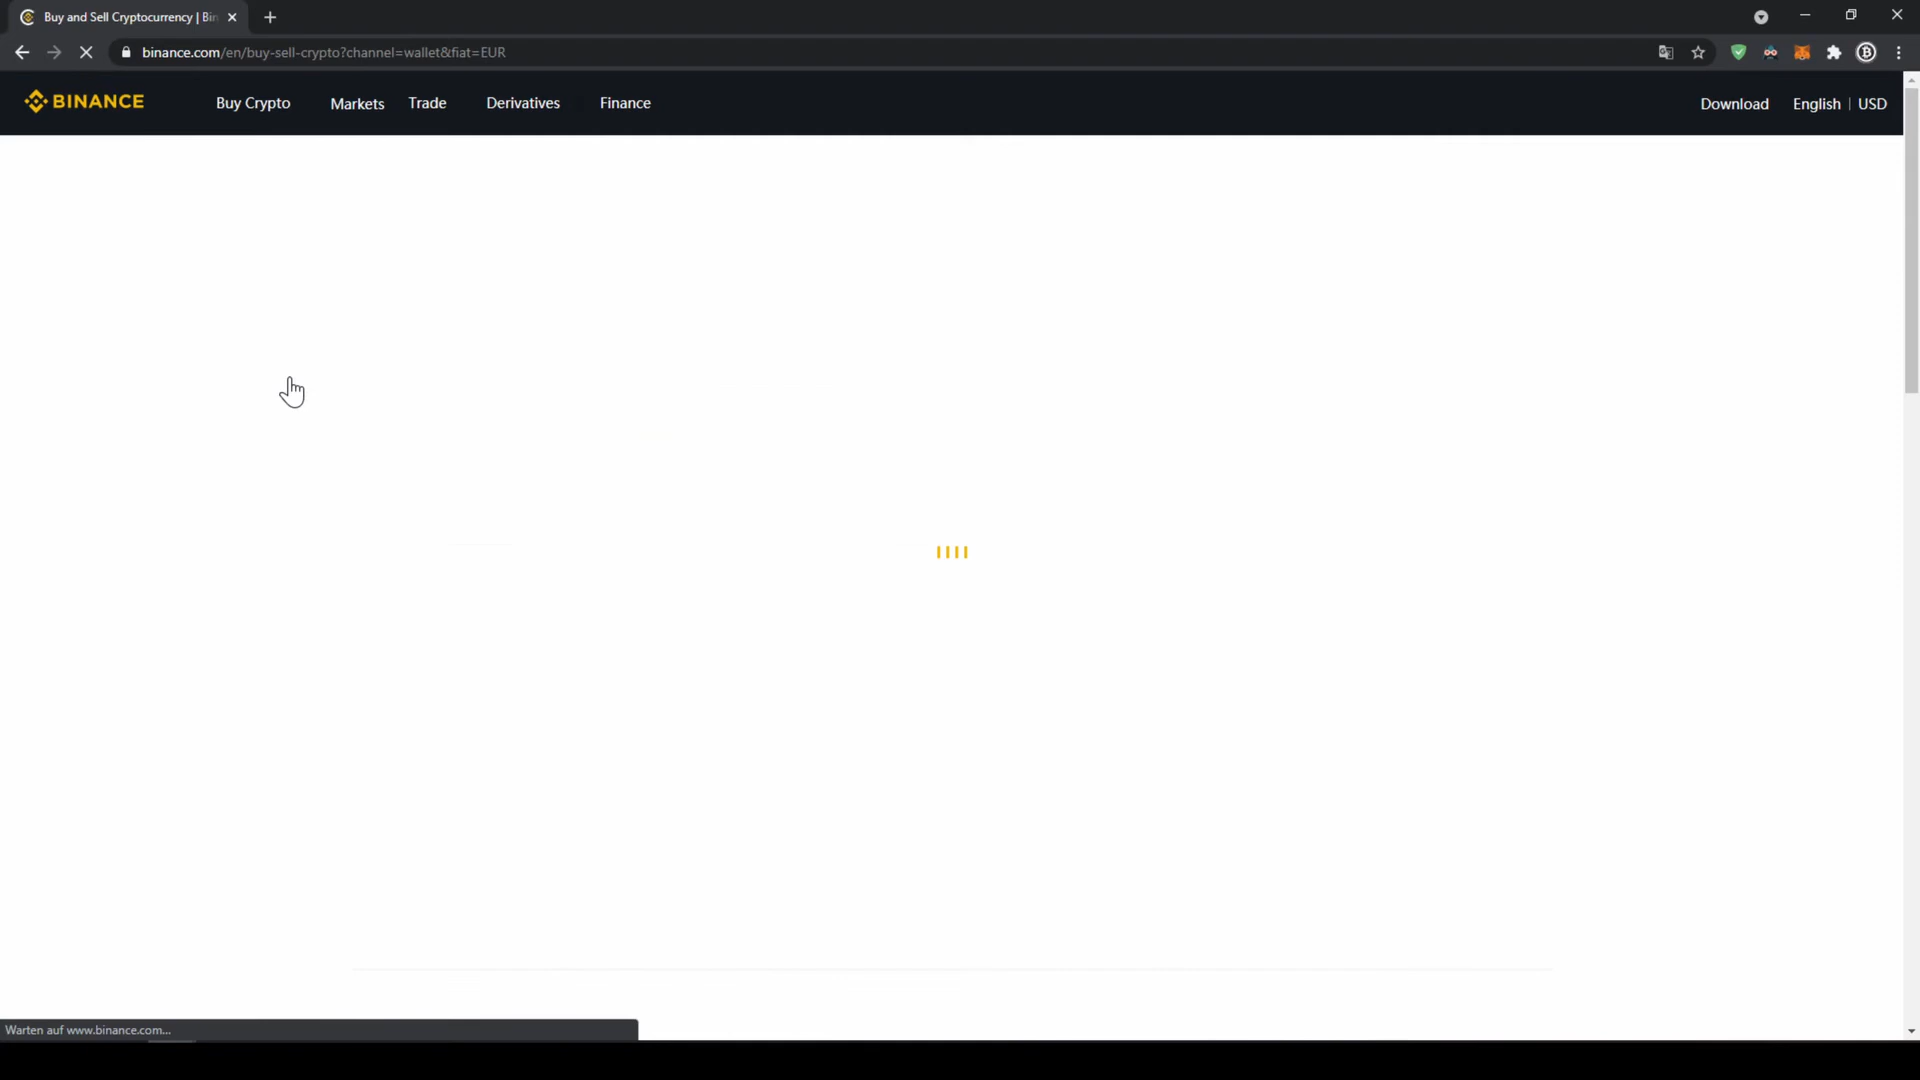 Buy and Sell Cryptocurrency | Bin
binance.com/en/buy-sell-crypto?channel=wallet&fiat=EUR
BINANCE Buy Crypto Markets Trade Derivatives Finance Download English | USD
Warten auf www.binance.com...